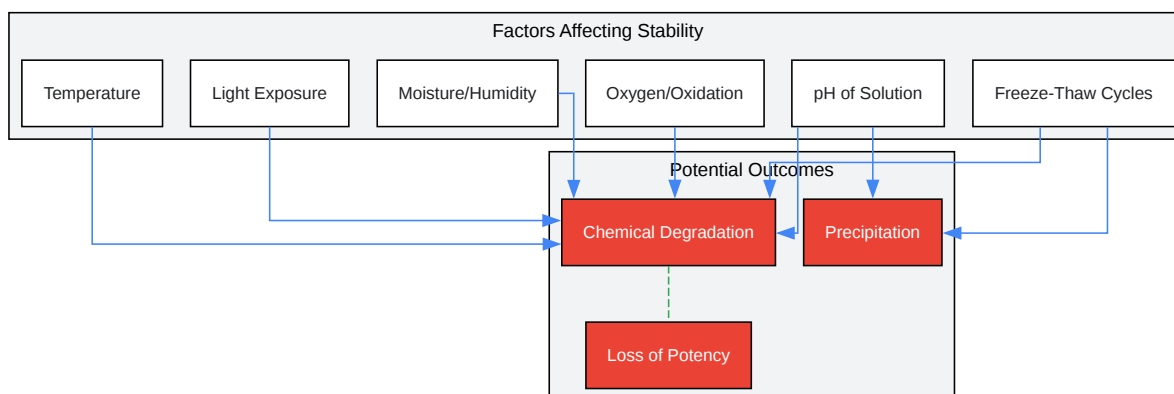 Factors Affecting Stability
Temperature
Light Exposure
Moisture/Humidity
Oxygen/Oxidation
pH of Solution
Freeze-Thaw Cycles
Potential Outcomes
Chemical Degradation
Precipitation
Loss of Potency